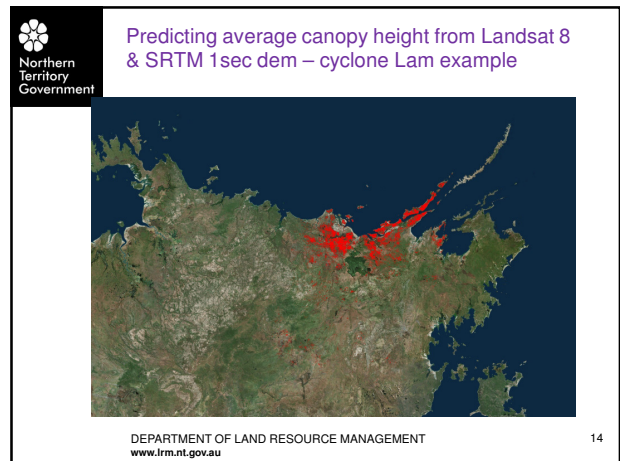 Northern
Territory
Government
Predicting average canopy height from Landsat 8
& SRTM 1sec dem – cyclone Lam example
DEPARTMENT OF LAND RESOURCE MANAGEMENT
www.lrm.nt.gov.au
14